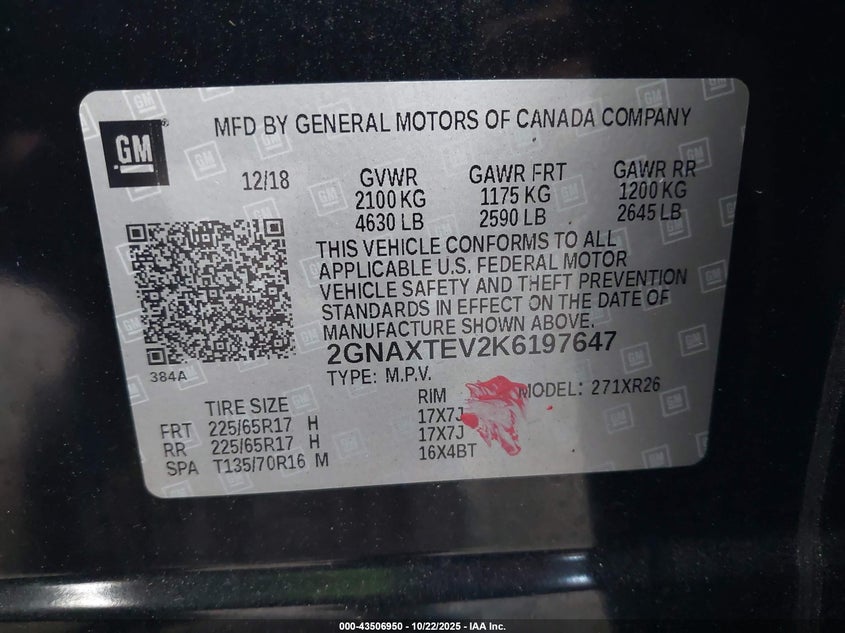 GM
MFD BY GENERAL MOTORS OF CANADA COMPANY
12/18 GVWR GAWR FRT GAWR RR
2100 KG 1175 KG 1200 KG
4630 LB 2590 LB 2645 LB
THIS VEHICLE CONFORMS TO ALL
APPLICABLE U.S. FEDERAL MOTOR
VEHICLE SAFETY AND THEFT PREVENTION
STANDARDS IN EFFECT ON THE DATE OF
MANUFACTURE SHOWN ABOVE.
2GNAXTEV2K6197647
384A
TYPE: M.P.V. MODEL: 271XR26
TIRE SIZE RIM
FRT 225/65R17 H 17X7J
RR 225/65R17 H 17X7J
SPA T135/70R16 M 16X4BT
000-43506950 - 10/22/2025 - IAA Inc.